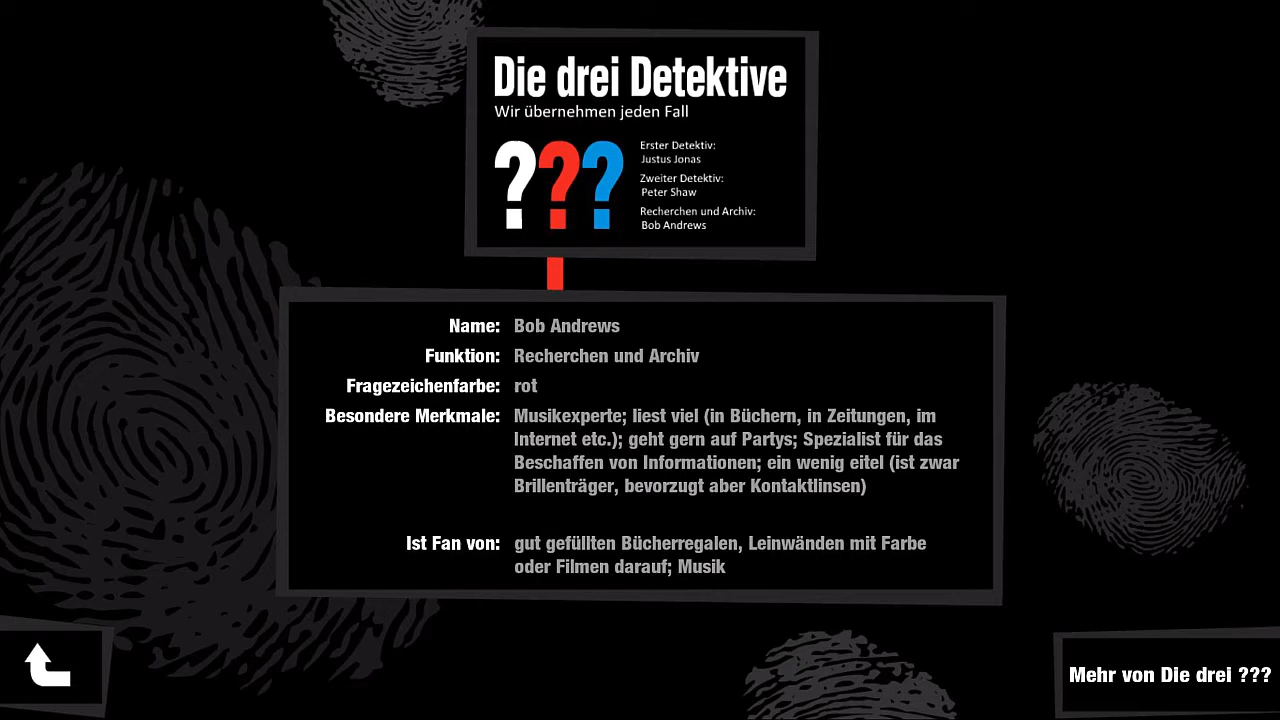 Die drei Detektive
Wir übernehmen jeden Fall
???
Erster Detektiv:
Justus Jonas
Zweiter Detektiv:
Peter Shaw
Recherchen und Archiv:
Bob Andrews
Name: Bob Andrews
Funktion: Recherchen und Archiv
Fragezeichenfarbe: rot
Besondere Merkmale: Musikexperte; liest viel (in Büchern, in Zeitungen, im
Internet etc.); geht gern auf Partys; Spezialist für das
Beschaffen von Informationen; ein wenig eitel (ist zwar
Brillenträger, bevorzugt aber Kontaktlinsen)
Ist Fan von: gut gefüllten Bücherregalen, Leinwänden mit Farbe
oder Filmen darauf; Musik
Mehr von Die drei ???